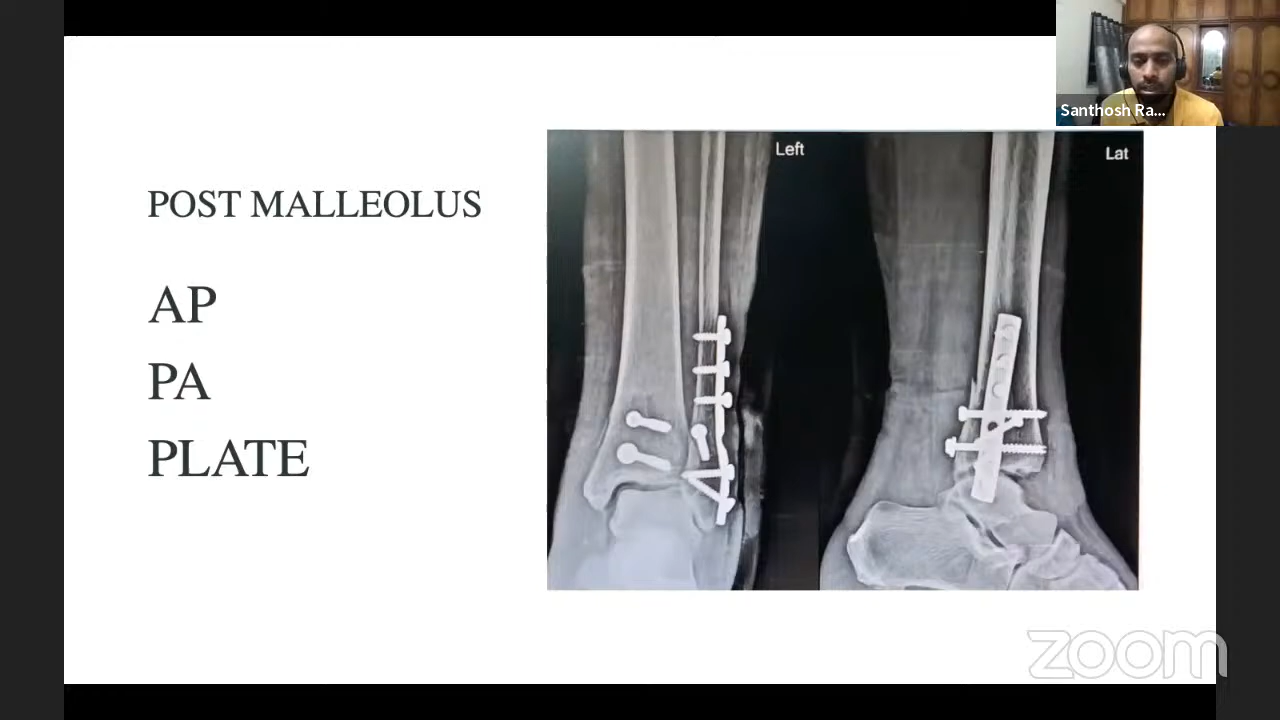 Santhosh Ra...
Left
Lat
POST MALLEOLUS
AP
PA
PLATE
zoom